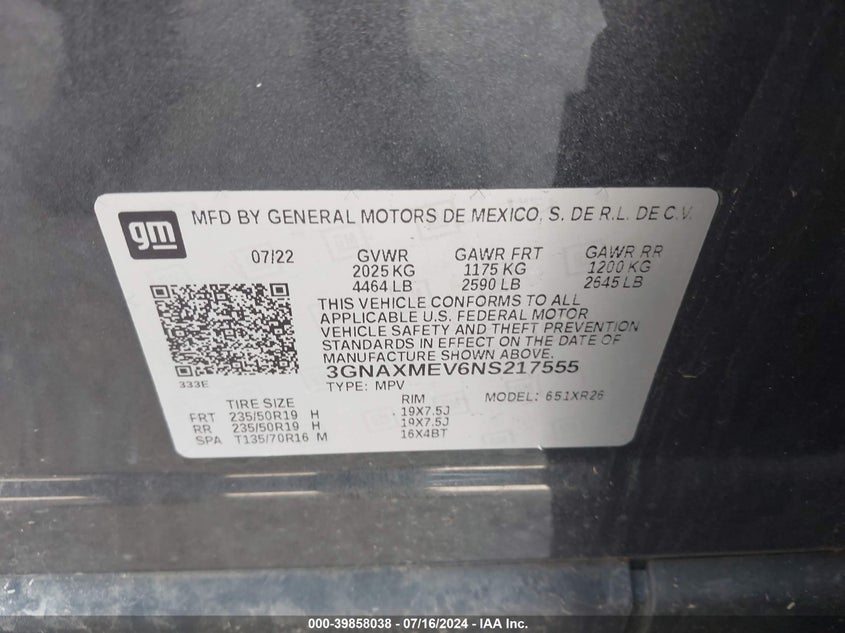 gm
MFD BY GENERAL MOTORS DE MEXICO, S. DE R.L. DE C.V.
07/22 GVWR GAWR FRT GAWR RR
2025 KG 1175 KG 1200 KG
4464 LB 2590 LB 2645 LB
THIS VEHICLE CONFORMS TO ALL
APPLICABLE U.S. FEDERAL MOTOR
VEHICLE SAFETY AND THEFT PREVENTION
STANDARDS IN EFFECT ON THE DATE OF
MANUFACTURE SHOWN ABOVE.
3GNAXMEV6NS217555
333E
TYPE: MPV
MODEL: 651XR26
TIRE SIZE RIM
FRT 235/50R19 H 19X7.5J
RR 235/50R19 H 19X7.5J
SPA T135/70R16 M 16X4BT
000-39858038 - 07/16/2024 - IAA Inc.